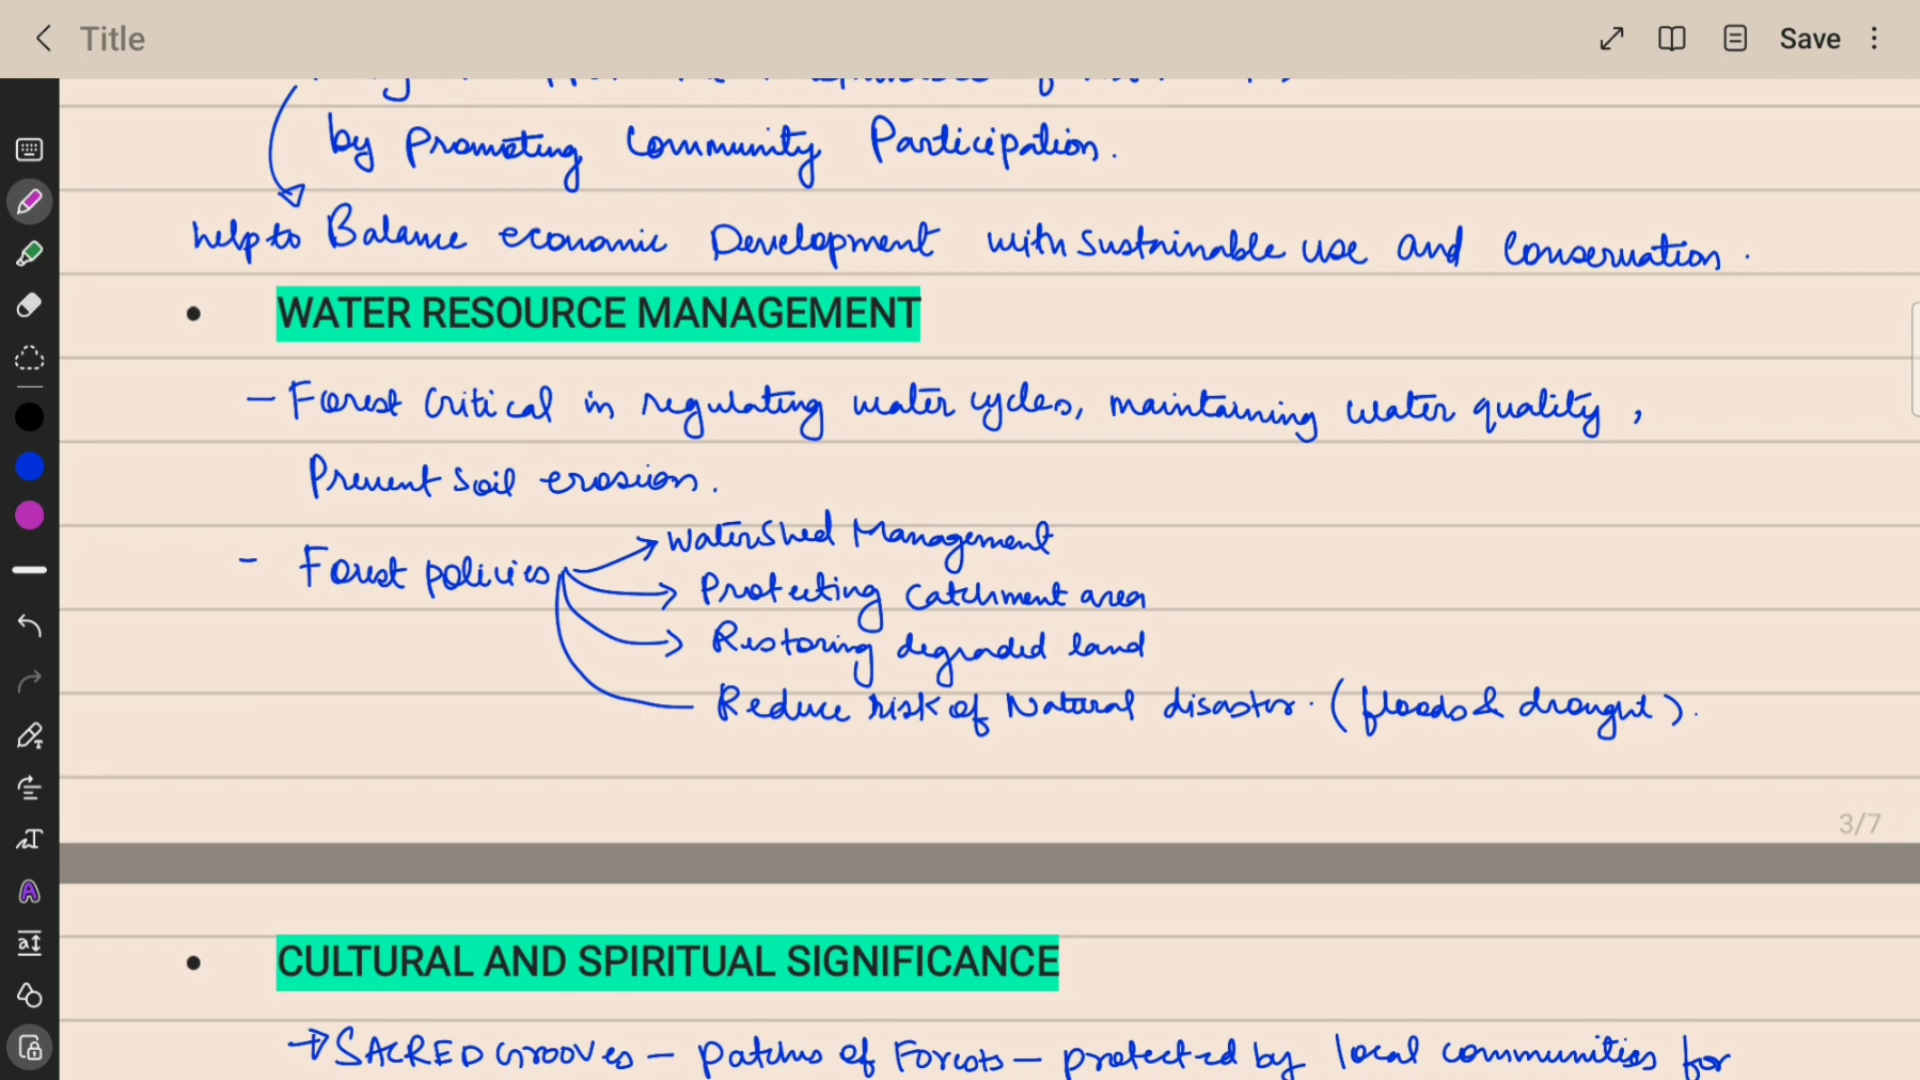 Title
Save
by Promoting Community Participation.
help to Balance economic Development with sustainable use and Conservation.
• WATER RESOURCE MANAGEMENT
- Forest Critical in regulating water cycles, maintaining water quality,
Prevent soil erosion.
- Forest policies → Watershed Management
→ Protecting Catchment area
→ Restoring degraded land
Reduce risk of Natural disaster. (floods & drought).
3/7
• CULTURAL AND SPIRITUAL SIGNIFICANCE
→ SACRED Grooves - Patches of Forests - protected by local communities for